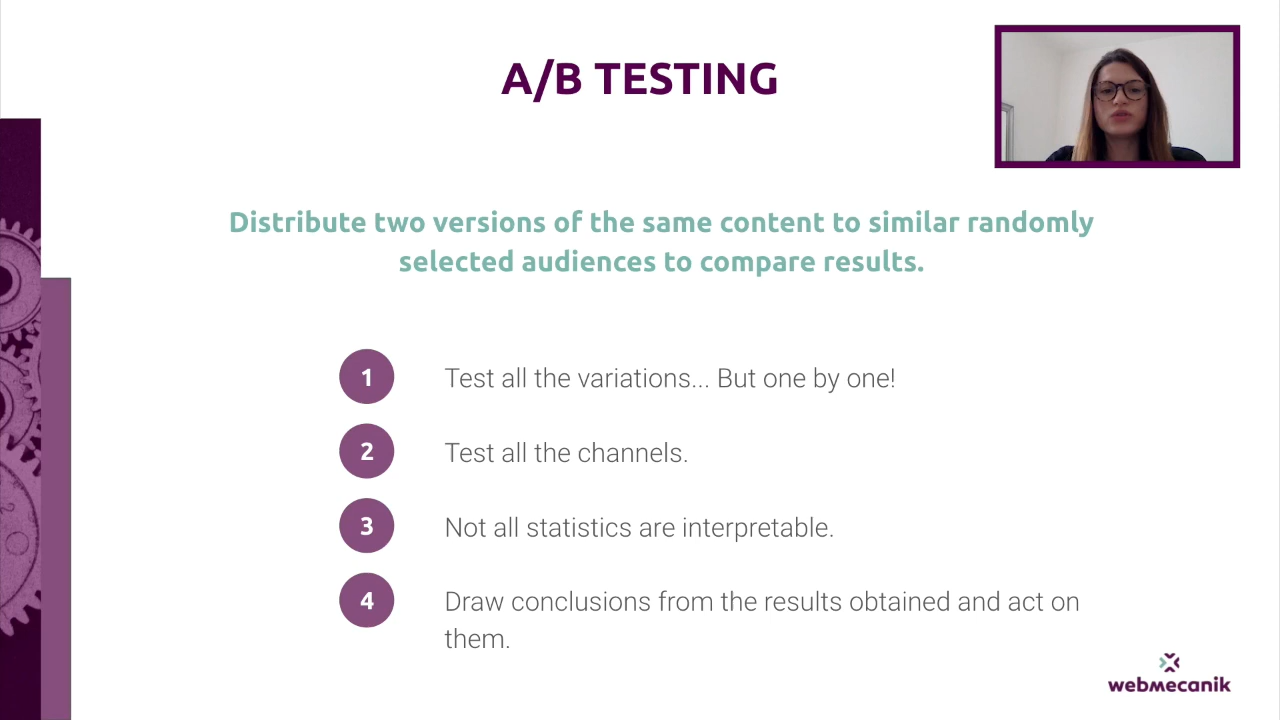 A/B TESTING
Distribute two versions of the same content to similar randomly
selected audiences to compare results.
1 Test all the variations... But one by one!
2 Test all the channels.
3 Not all statistics are interpretable.
4 Draw conclusions from the results obtained and act on
them.
webmecanik